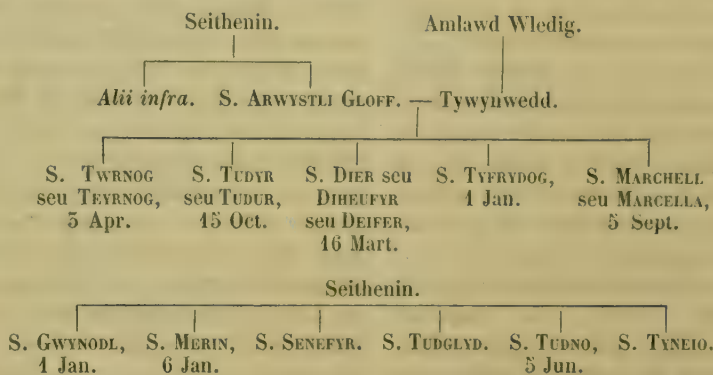 Seithenin. Amlawd Wledig.
Alii infra. S. ARWYSTLI GLOFF. — Tywynwedd.
S. TWRNOG S. TUDYR S. DIER seu S. TYFRYDOG, S. MARCHELL
seu TEYRNOG, seu TUDUR, DIHEUFYR 1 Jan. seu MARCELLA,
3 Apr. 15 Oct. seu DEIFER, 5 Sept.
16 Mart.
Seithenin.
S. GWYNODL, S. MERIN, S. SENEFYR. S. TUDGLYD. S. TUDNO, S. TYNEIO.
1 Jan. 6 Jan. 5 Jun.